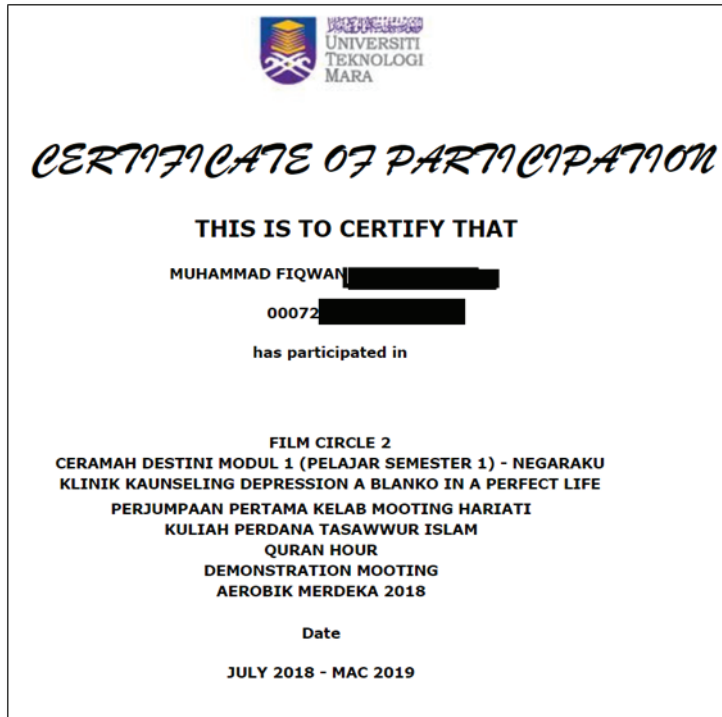 UNIVERSITI
TEKNOLOGI
MARA
CERTIFICATE OF PARTICIPATION
THIS IS TO CERTIFY THAT
MUHAMMAD FIQWAN
00072
has participated in
FILM CIRCLE 2
CERAMAH DESTINI MODUL 1 (PELAJAR SEMESTER 1) - NEGARAKU
KLINIK KAUNSELING DEPRESSION A BLANKO IN A PERFECT LIFE
PERJUMPAAN PERTAMA KELAB MOOTING HARIATI
KULIAH PERDANA TASAWWUR ISLAM
QURAN HOUR
DEMONSTRATION MOOTING
AEROBIK MERDEKA 2018
Date
JULY 2018 - MAC 2019